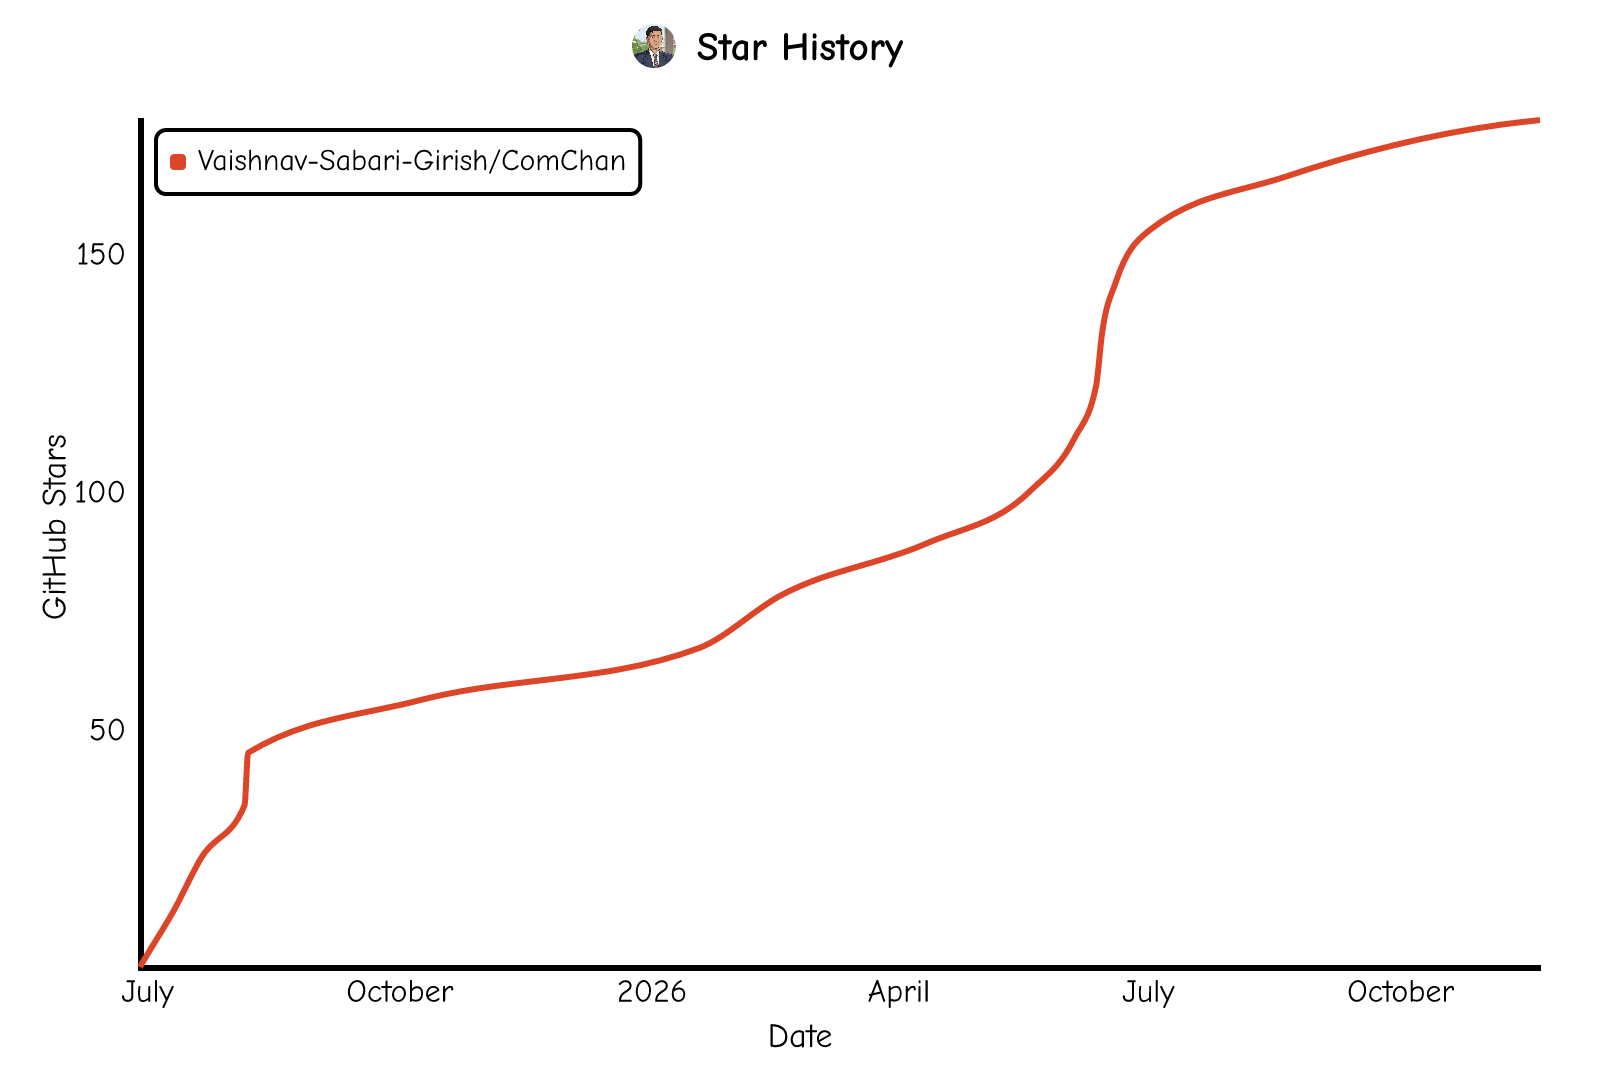 Star History
Vaishnav-Sabari-Girish/ComChan
150
100
50
GitHub Stars
July
October
2026
April
July
October
Date